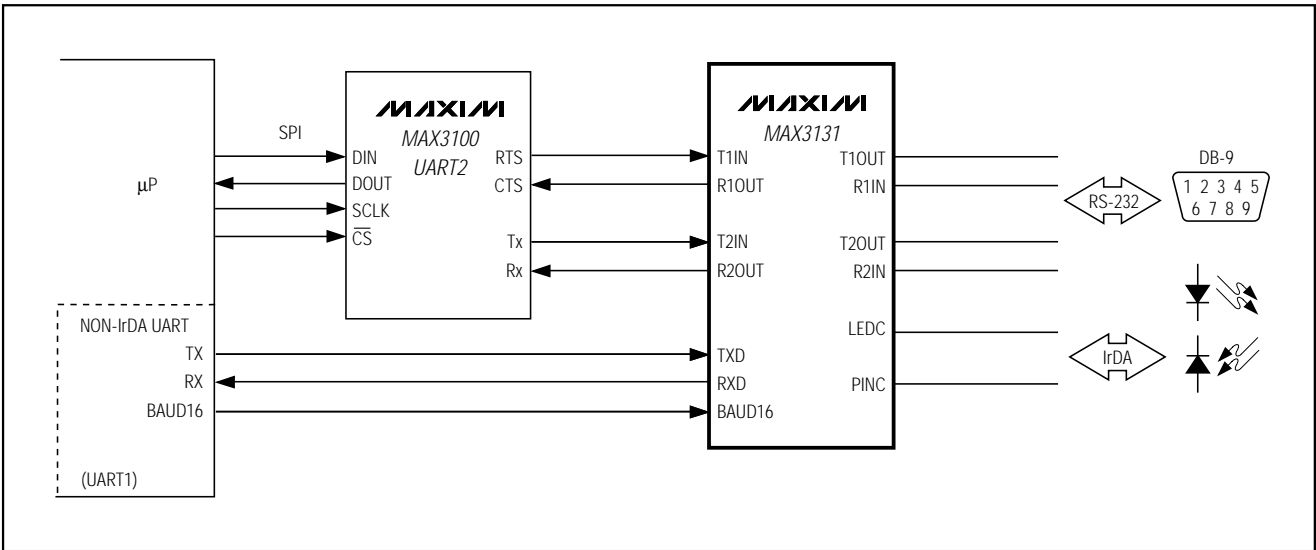 µP
SPI
MAXIM
MAX3100
UART2
DIN
DOUT
SCLK
CS
RTS
CTS
Tx
Rx
NON-IrDA UART
TX
RX
BAUD16
(UART1)
MAXIM
MAX3131
T1IN
R1OUT
T2IN
R2OUT
TXD
RXD
BAUD16
T1OUT
R1IN
T2OUT
R2IN
LEDC
PINC
RS-232
IrDA
DB-9
1 2 3 4 5
6 7 8 9